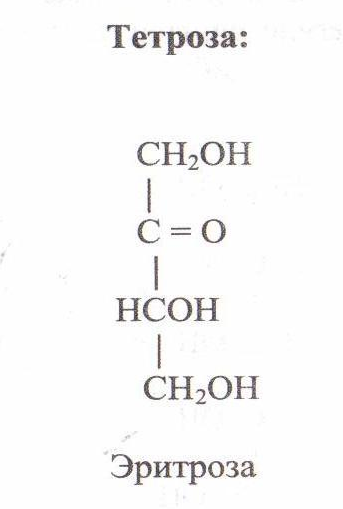 Тетроза:
CH₂OH
|
C = O
|
HCOH
|
CH₂OH
Эритроза